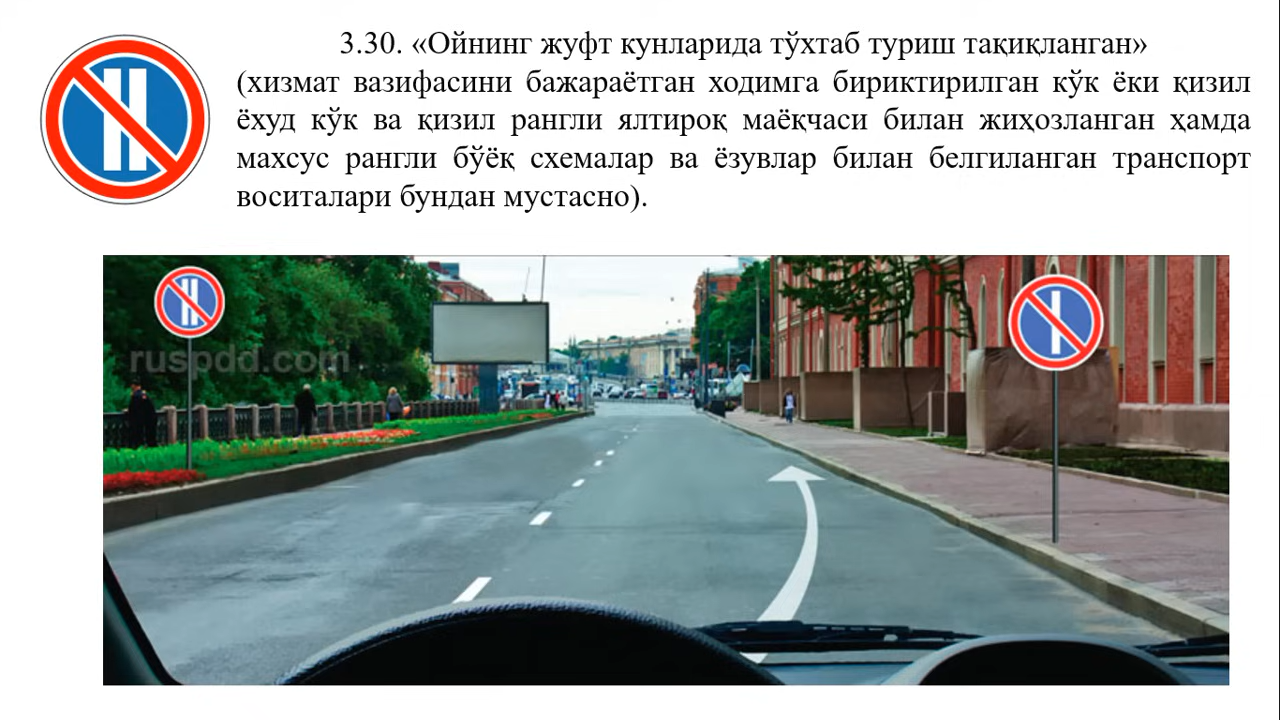 3.30. «Ойнинг жуфт кунларида тўхтаб туриш тақиқланган»
(хизмат вазифасини бажараётган ходимга бириктирилган кўк ёки қизил
ёхуд кўк ва қизил рангли ялтироқ маёқчаси билан жиҳозланган ҳамда
махсус рангли бўёқ схемалар ва ёзувлар билан белгиланган транспорт
воситалари бундан мустасно).
ruspdd.com